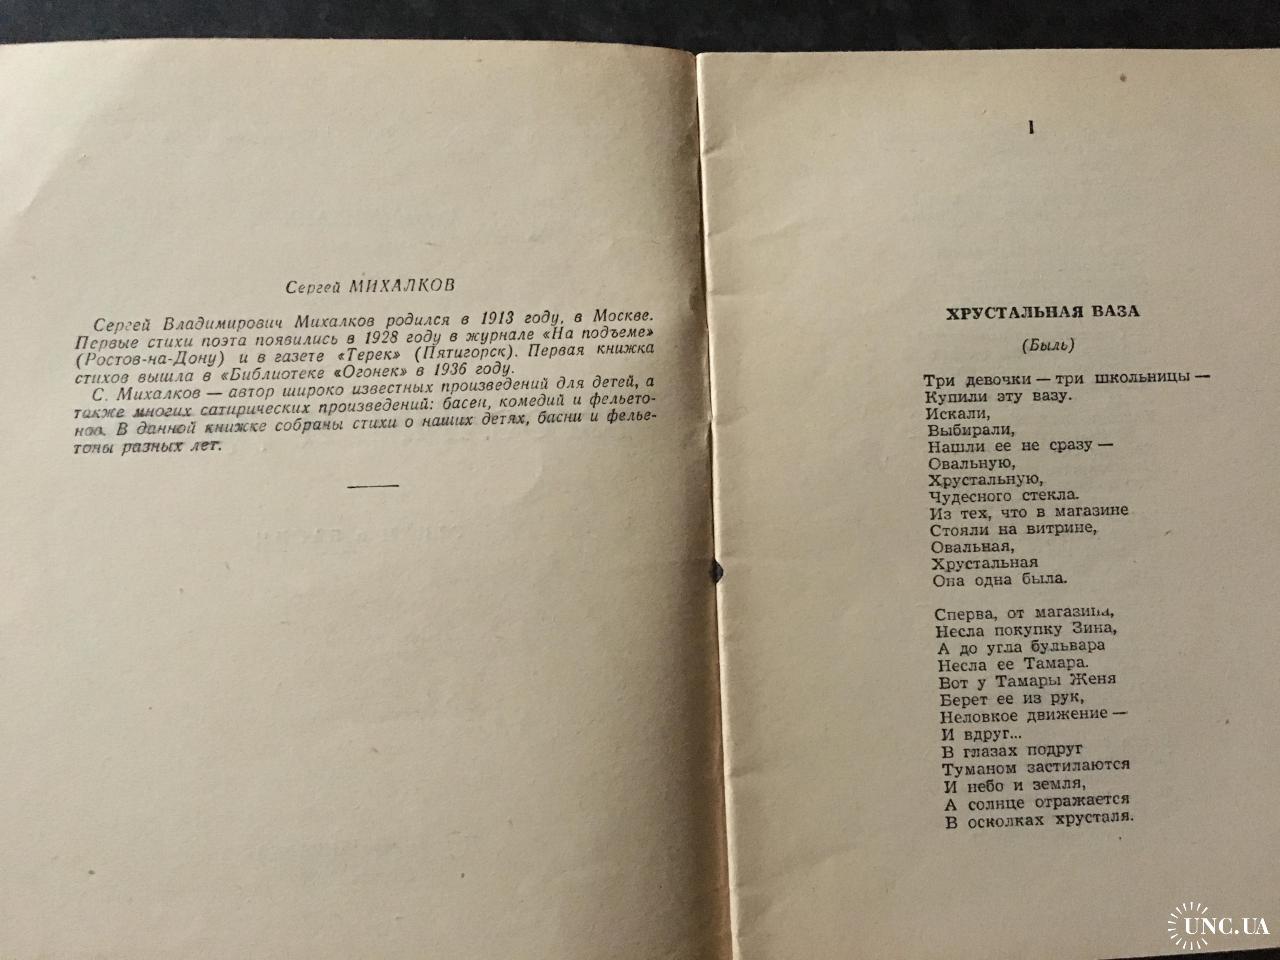 Сергей МИХАЛКОВ
Сергей Владимирович Михалков родился в 1913 году, в Москве.
Первые стихи поэта появились в 1928 году в журнале «На подъеме»
(Ростов-на-Дону) и в газете «Терек» (Пятигорск). Первая книжка
стихов вышла в «Библиотеке «Огонек» в 1936 году.
С. Михалков — автор широко известных произведений для детей, а
также многих сатирических произведений: басен, комедий и фельето-
нов. В данной книжке собраны стихи о наших детях, басни и фелье-
тоны разных лет.
I
ХРУСТАЛЬНАЯ ВАЗА
(Быль)
Три девочки — три школьницы —
Купили эту вазу.
Искали,
Выбирали,
Нашли ее не сразу —
Овальную,
Хрустальную,
Чудесного стекла.
Из тех, что в магазине
Стояли на витрине,
Овальная,
Хрустальная
Она одна была.
Сперва, от магазина,
Несла покупку Зина,
А до угла бульвара
Несла ее Тамара.
Вот у Тамары Женя
Берет ее из рук,
Неловкое движение —
И вдруг...
В глазах подруг
Туманом застилаются
И небо и земля,
А солнце отражается
В осколках хрусталя.
UNC.UA